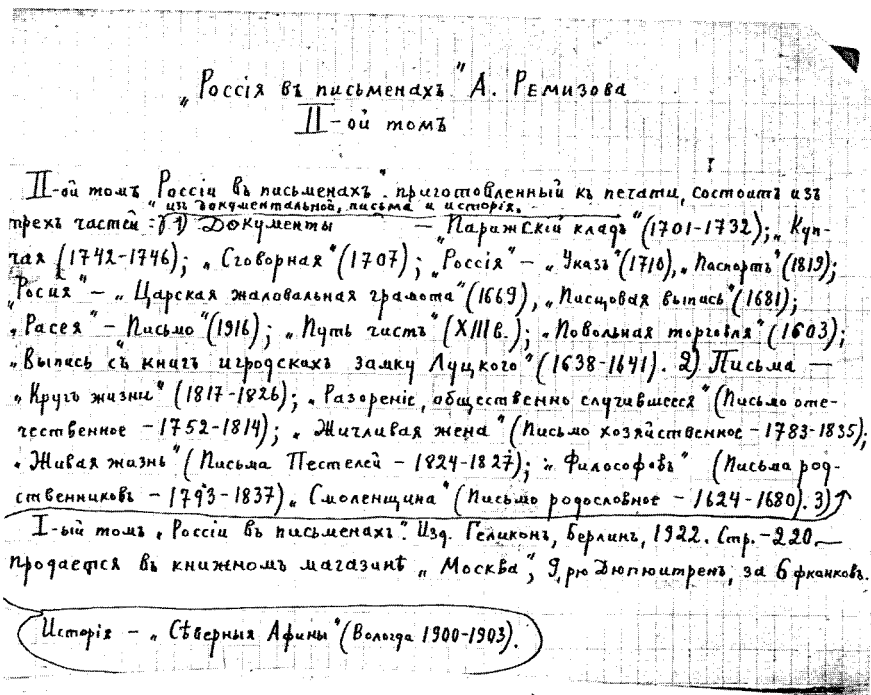 „Россія въ письменахъ" А. Ремизова
II-ой томъ
II-ой томъ „Россіи въ письменахъ", приготовленный къ печати, состоитъ изъ
изъ документальной, письма и исторія.
трехъ частей: 1) Документы — „Парижскій кладъ" (1701-1732); „Куп-
чая (1742-1746); „Сговорная" (1707); „Россія" – „Указъ" (1710), „Паспортъ" (1819);
„Росия" – „Царская жаловальная грамота" (1669), „Писцовая выпись" (1681);
„Расея" – „Письмо" (1916); „Путь чистъ" (XIII в.); „Повольная торговля" (1603);
„Выпись съ книг игродскахъ замку Луцкого" (1638-1641). 2) Письма —
„Кругъ жизни" (1817-1826); „Разореніе, общественно случившееся" (Письмо оте-
чественное - 1752-1814); „Жичливая жена" (Письмо хозяйственное - 1783-1835);
„Живая жизнь" (Письма Пестелей - 1824-1827); „Философовъ" (Письма род-
ственниковъ - 1793-1837), „Смоленщина" (Письмо родословное - 1624-1680). 3)
I-ый томъ „Россіи въ письменахъ". Изд. Геликонъ, Берлинъ, 1922. Стр. - 220 —
продается въ книжномъ магазинѣ „Москва", 9, рю Дюпюитренъ, за 6 франковъ.
Исторія - „Сѣверныя Афины" (Вологда 1900-1903).